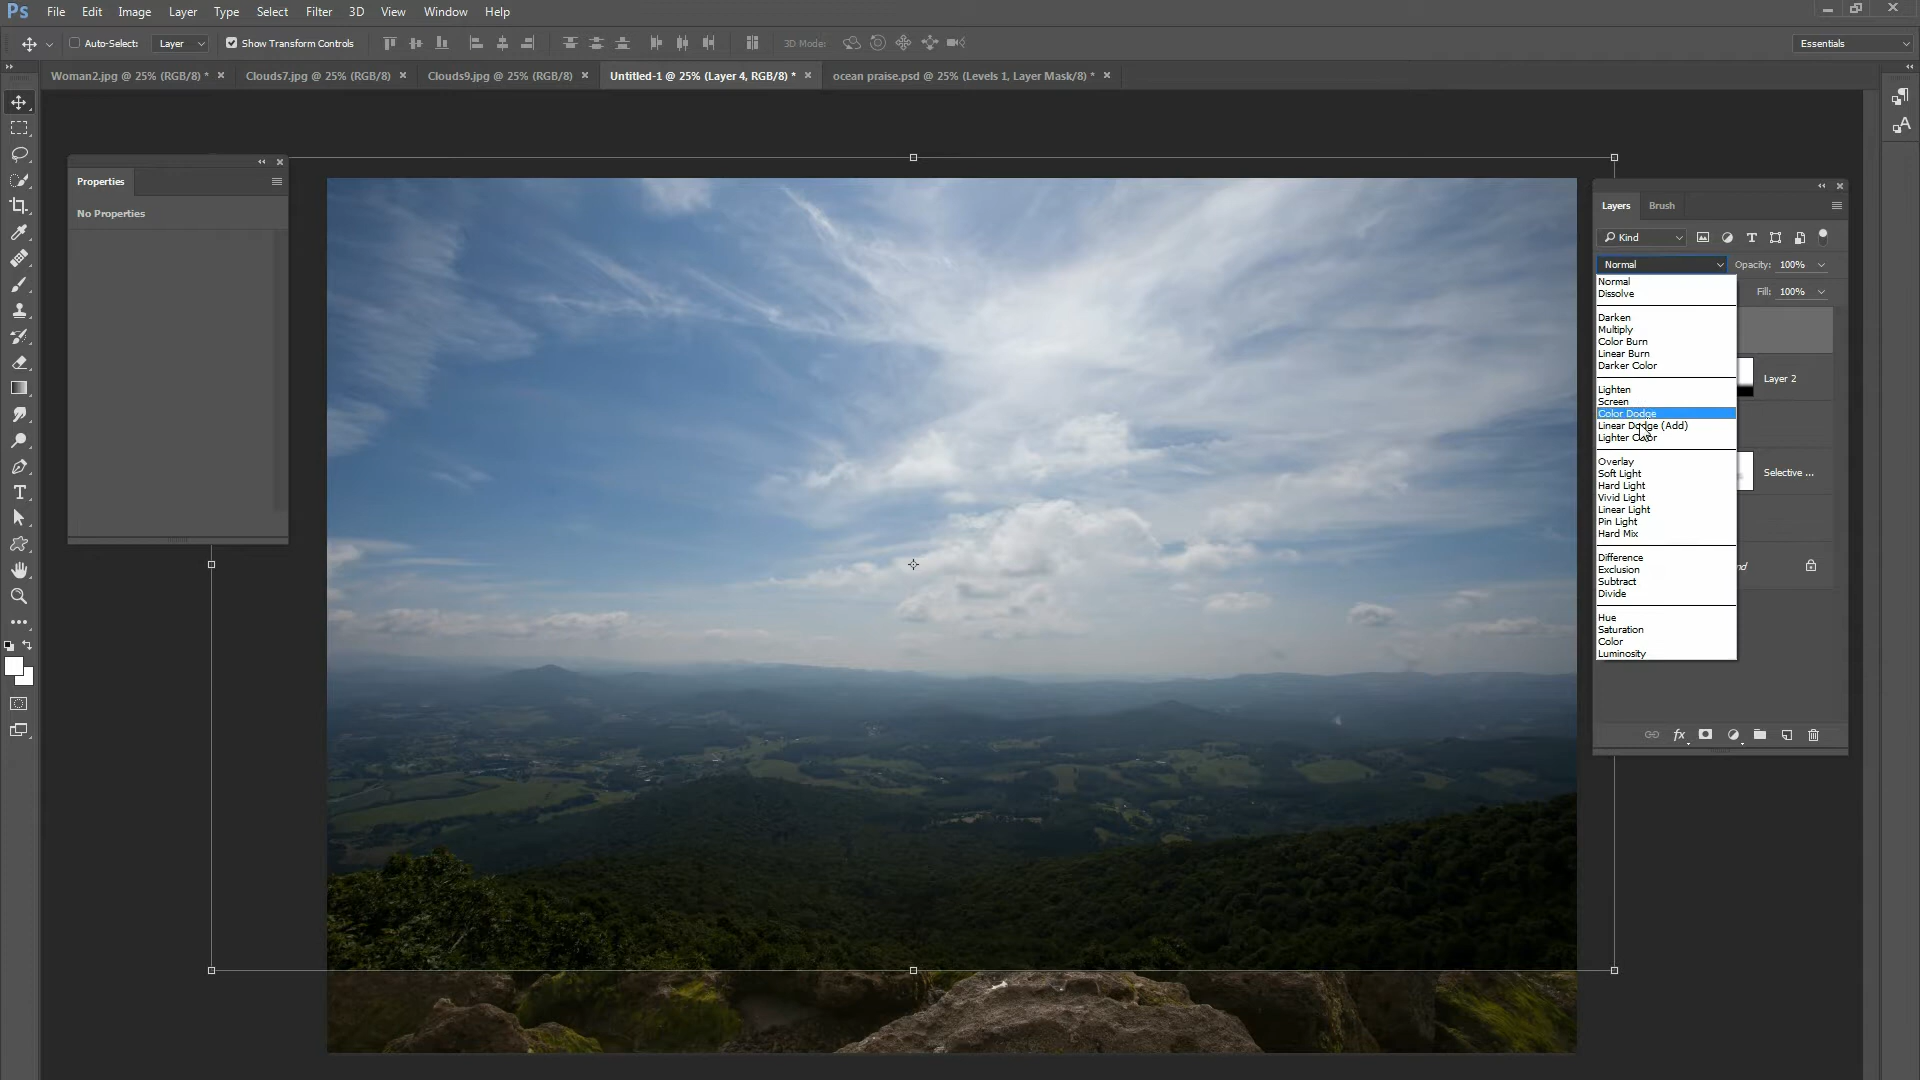 Ps File Edit Image Layer Type Select Filter 3D View Window Help
Auto-Select: Layer Show Transform Controls 3D Mode: Essentials
Woman2.jpg @ 25% (RGB/8) * × Clouds7.jpg @ 25% (RGB/8) × Clouds9.jpg @ 25% (RGB/8) × Untitled-1 @ 25% (Layer 4, RGB/8) * × ocean praise.psd @ 25% (Levels 1, Layer Mask/8) * ×
Properties
No Properties
Layers Brush
Kind
Normal Opacity: 100%
Fill: 100%
Normal
Dissolve
Darken
Multiply
Color Burn
Linear Burn
Darker Color
Lighten
Screen
Color Dodge
Linear Dodge (Add)
Lighter Color
Overlay
Soft Light
Hard Light
Vivid Light
Linear Light
Pin Light
Hard Mix
Difference
Exclusion
Subtract
Divide
Hue
Saturation
Color
Luminosity
Layer 2
Selective ...
nd
fx